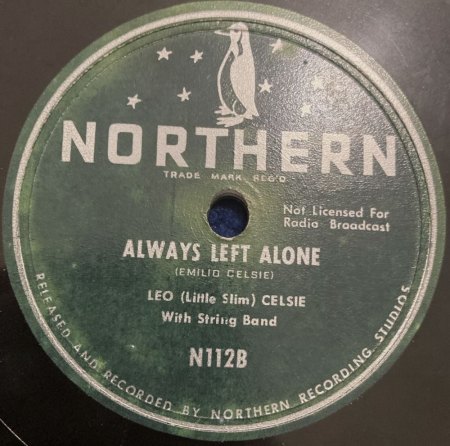 NORTHERN
TRADE MARK REG'D
Not Licensed For
Radio Broadcast
ALWAYS LEFT ALONE
(EMILIO CELSIE)
LEO (Little Slim) CELSIE
With String Band
N112B
RELEASED AND RECORDED BY NORTHERN RECORDING STUDIOS